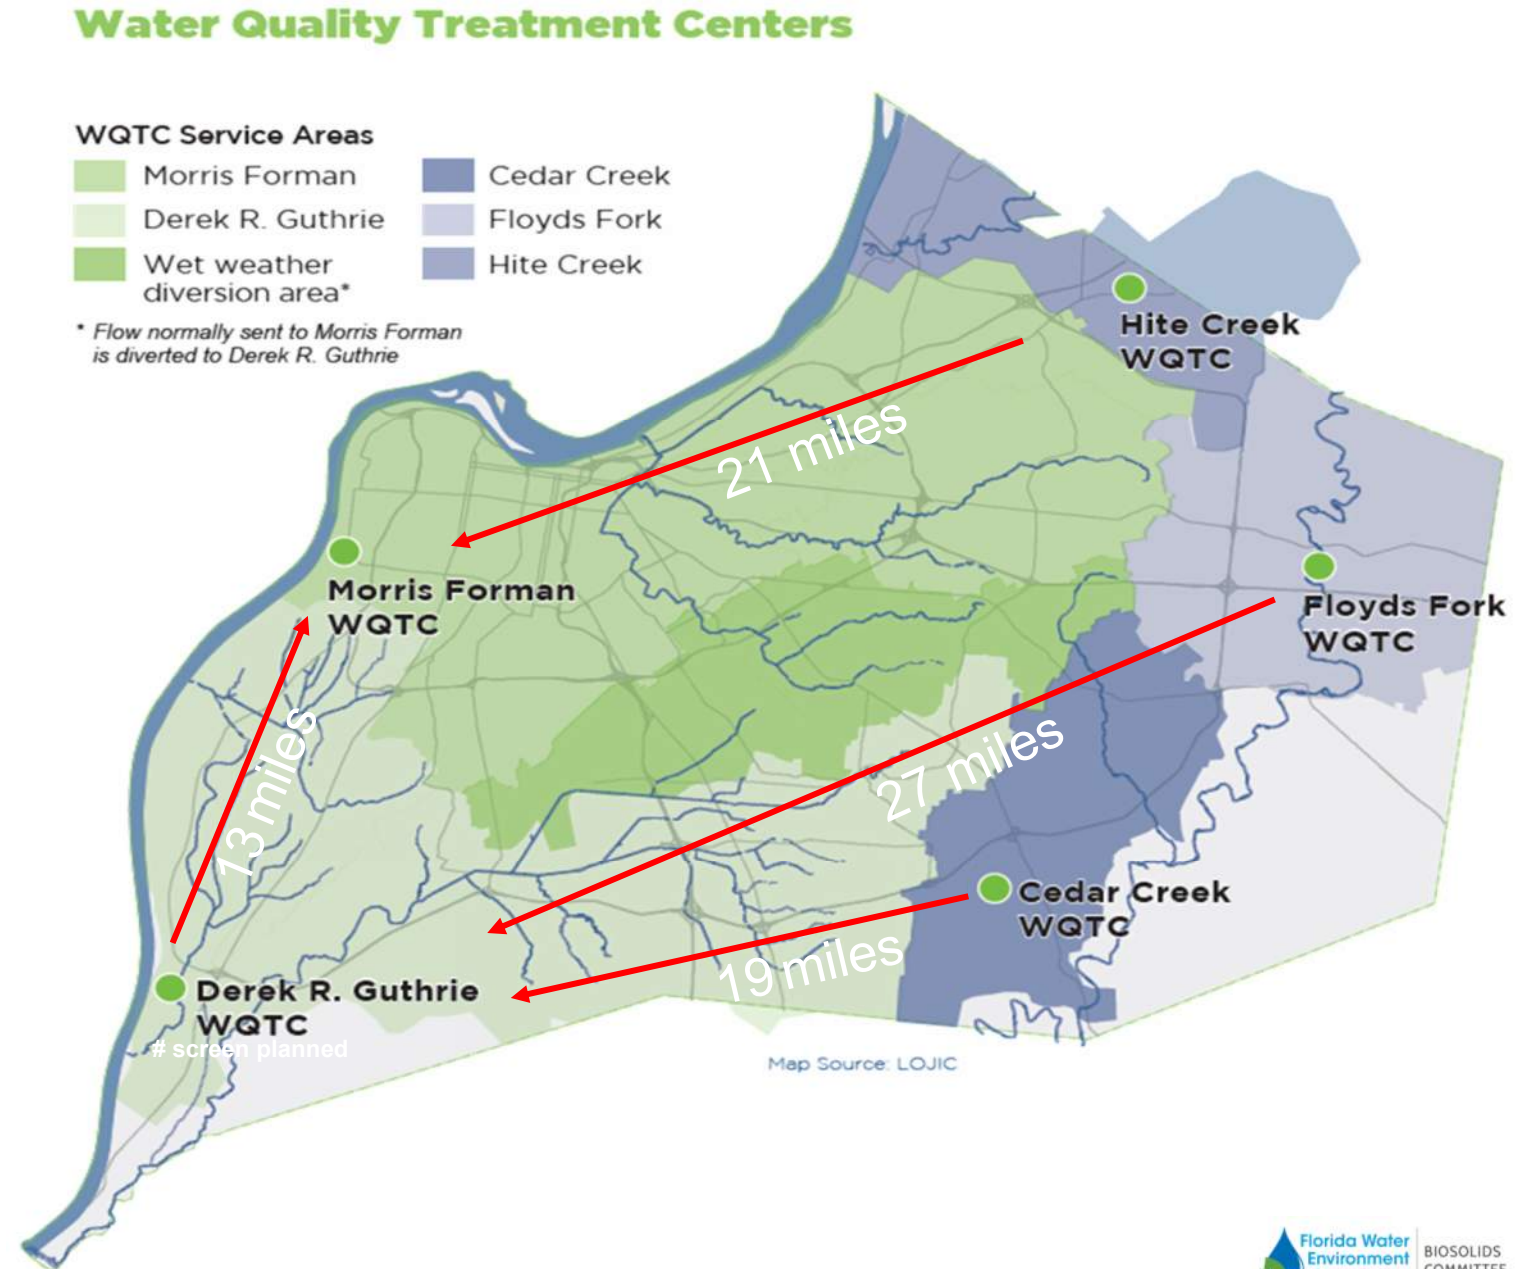 Water Quality Treatment Centers
WQTC Service Areas
Morris Forman
Derek R. Guthrie
Wet weather
diversion area*
Cedar Creek
Floyds Fork
Hite Creek
* Flow normally sent to Morris Forman
is diverted to Derek R. Guthrie
Hite Creek
WQTC
21 miles
Morris Forman
WQTC
Floyds Fork
WQTC
13 miles
27 miles
Cedar Creek
WQTC
19 miles
Derek R. Guthrie
WQTC
# screen planned
Map Source: LOJIC
Florida Water
Environment
BIOSOLIDS
COMMITTEE